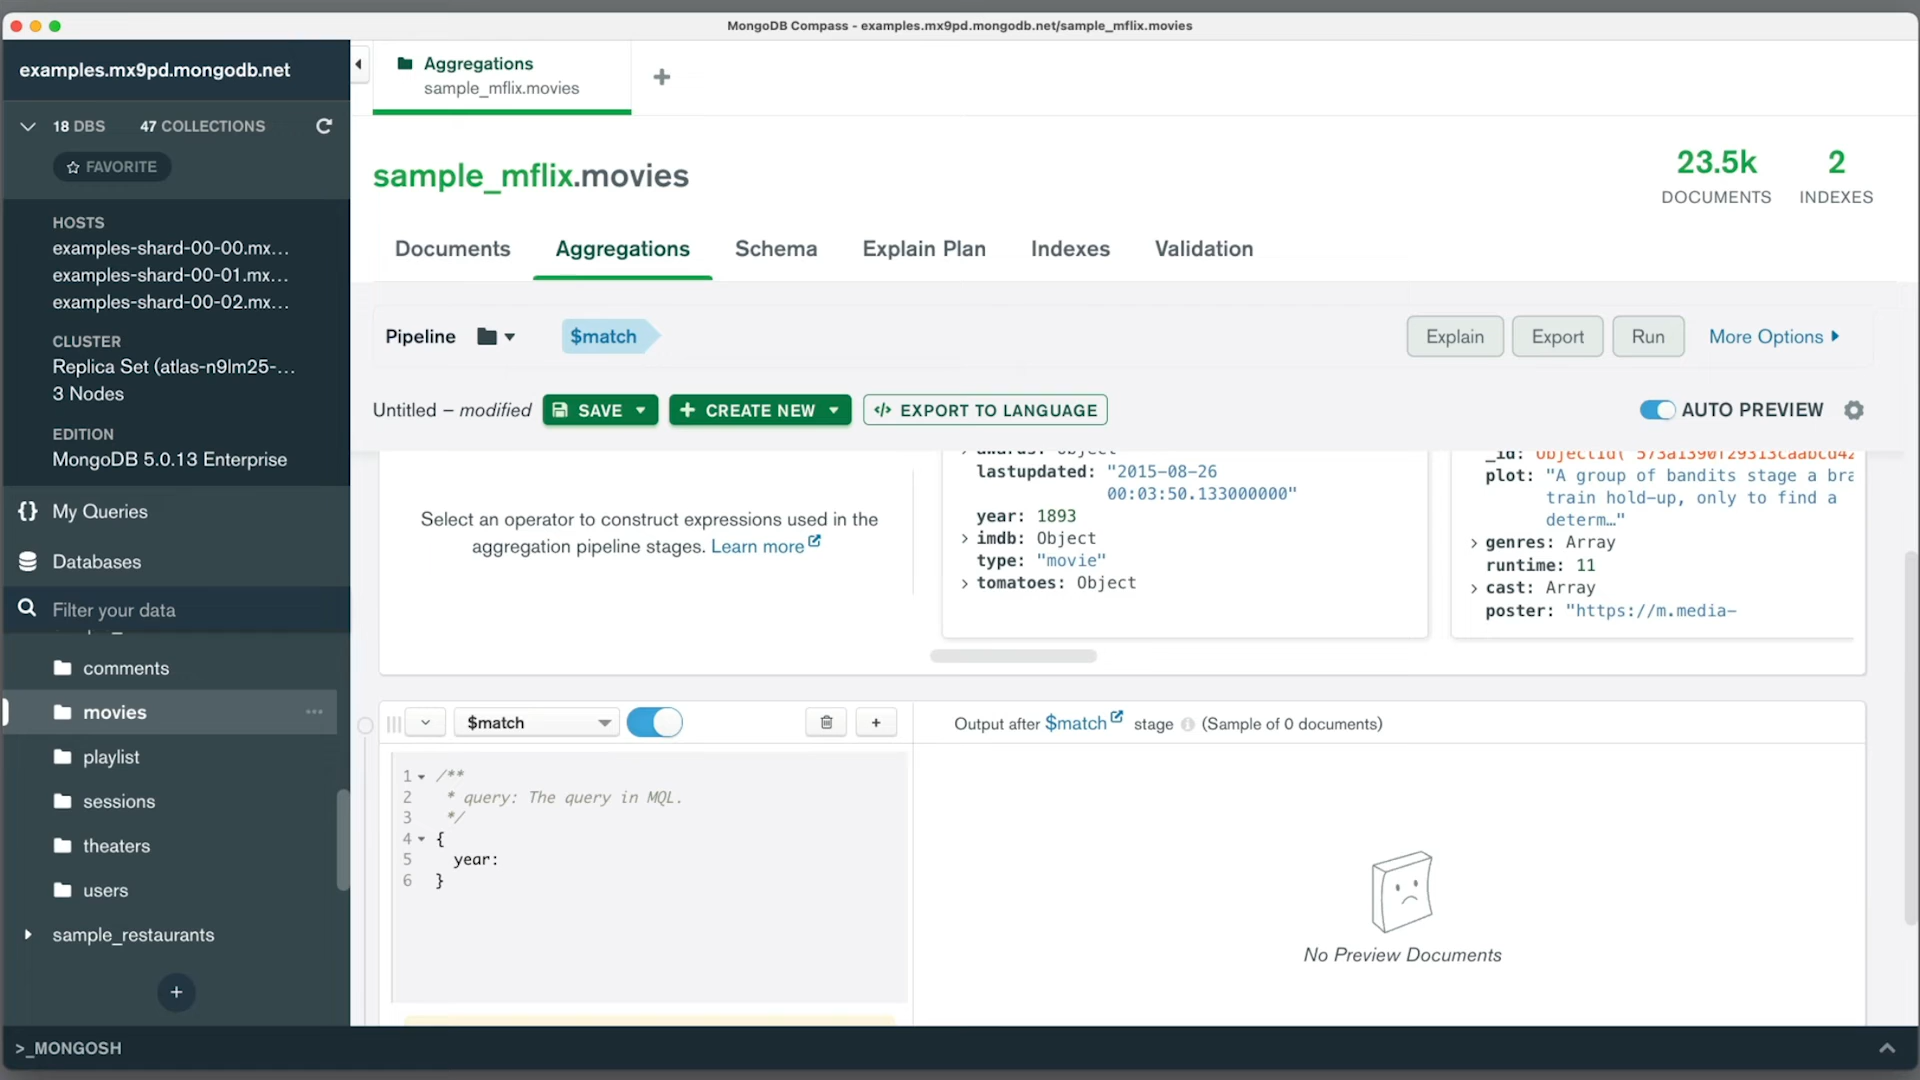 MongoDB Compass - examples.mx9pd.mongodb.net/sample_mflix.movies
examples.mx9pd.mongodb.net
Aggregations
sample_mflix.movies
18 DBS 47 COLLECTIONS
FAVORITE
HOSTS
examples-shard-00-00.mx...
examples-shard-00-01.mx...
examples-shard-00-02.mx...
CLUSTER
Replica Set (atlas-n9lm25-...
3 Nodes
EDITION
MongoDB 5.0.13 Enterprise
My Queries
Databases
Filter your data
comments
movies
playlist
sessions
theaters
users
sample_restaurants
>_MONGOSH
sample_mflix.movies
23.5k
DOCUMENTS
2
INDEXES
Documents Aggregations Schema Explain Plan Indexes Validation
Pipeline $match Explain Export Run More Options
Untitled – modified SAVE CREATE NEW EXPORT TO LANGUAGE AUTO PREVIEW
Select an operator to construct expressions used in the
aggregation pipeline stages. Learn more
awards: Object
lastupdated: "2015-08-26
00:03:50.133000000"
year: 1893
imdb: Object
type: "movie"
tomatoes: Object
plot: "A group of bandits stage a bra
train hold-up, only to find a
determ…"
genres: Array
runtime: 11
cast: Array
poster: "https://m.media-
$match
Output after $match stage (Sample of 0 documents)
1 /**
2 * query: The query in MQL.
3 */
4 {
5 year:
6 }
No Preview Documents